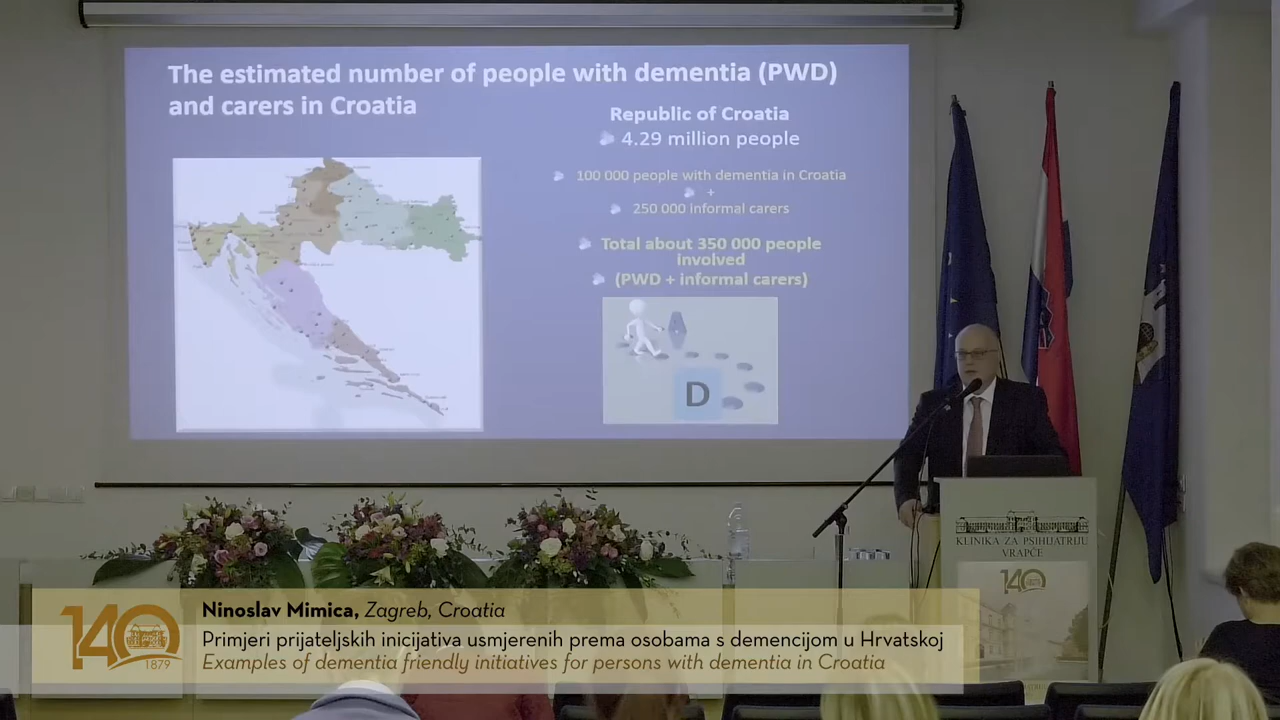 The estimated number of people with dementia (PWD)
and carers in Croatia
Republic of Croatia
4.29 million people
100 000 people with dementia in Croatia
+
250 000 informal carers
Total about 350 000 people
involved
(PWD + informal carers)
D
KLINIKA ZA PSIHIJATRIJU
VRAPČE
140
140
1879
Ninoslav Mimica, Zagreb, Croatia
Primjeri prijateljskih inicijativa usmjerenih prema osobama s demencijom u Hrvatskoj
Examples of dementia friendly initiatives for persons with dementia in Croatia